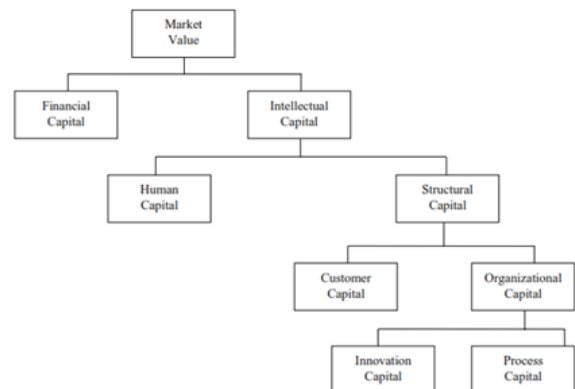 Market
Value
Financial
Capital
Intellectual
Capital
Human
Capital
Structural
Capital
Customer
Capital
Organizational
Capital
Innovation
Capital
Process
Capital